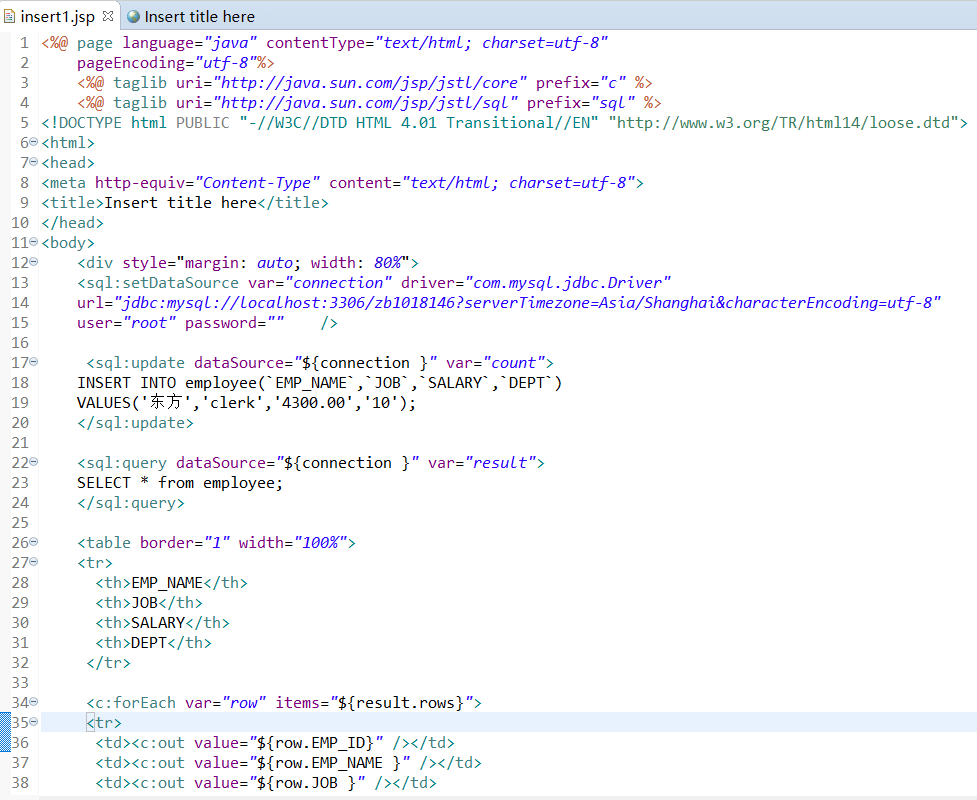 insert1.jsp Insert title here
1 <%@ page language="java" contentType="text/html; charset=utf-8"
2 pageEncoding="utf-8"%>
3 <%@ taglib uri="http://java.sun.com/jsp/jstl/core" prefix="c" %>
4 <%@ taglib uri="http://java.sun.com/jsp/jstl/sql" prefix="sql" %>
5 <!DOCTYPE html PUBLIC "-//W3C//DTD HTML 4.01 Transitional//EN" "http://www.w3.org/TR/html14/loose.dtd">
6 <html>
7 <head>
8 <meta http-equiv="Content-Type" content="text/html; charset=utf-8">
9 <title>Insert title here</title>
10 </head>
11 <body>
12 <div style="margin: auto; width: 80%">
13 <sql:setDataSource var="connection" driver="com.mysql.jdbc.Driver"
14 url="jdbc:mysql://localhost:3306/zb1018146?serverTimezone=Asia/Shanghai&characterEncoding=utf-8"
15 user="root" password="" />
16
17 <sql:update dataSource="${connection }" var="count">
18 INSERT INTO employee(`EMP_NAME`,`JOB`,`SALARY`,`DEPT`)
19 VALUES('东方','clerk','4300.00','10');
20 </sql:update>
21
22 <sql:query dataSource="${connection }" var="result">
23 SELECT * from employee;
24 </sql:query>
25
26 <table border="1" width="100%">
27 <tr>
28 <th>EMP_NAME</th>
29 <th>JOB</th>
30 <th>SALARY</th>
31 <th>DEPT</th>
32 </tr>
33
34 <c:forEach var="row" items="${result.rows}">
35 <tr>
36 <td><c:out value="${row.EMP_ID}" /></td>
37 <td><c:out value="${row.EMP_NAME }" /></td>
38 <td><c:out value="${row.JOB }" /></td>